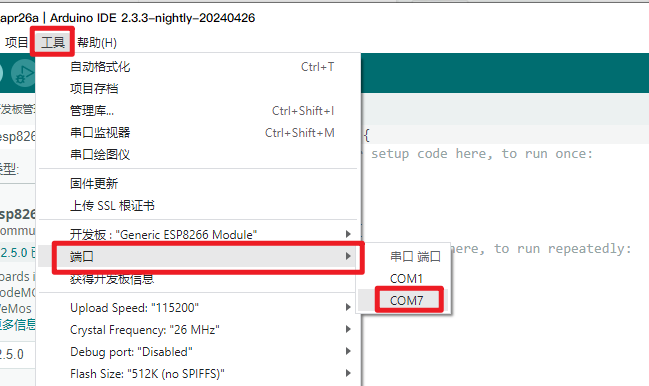 apr26a | Arduino IDE 2.3.3-nightly-20240426
项目 工具 帮助(H)
自动格式化 Ctrl+T
项目存档
管理库... Ctrl+Shift+I
串口监视器 Ctrl+Shift+M
串口绘图仪
固件更新
上传 SSL 根证书
开发板 : "Generic ESP8266 Module"
端口
获得开发板信息
Upload Speed: "115200"
Crystal Frequency: "26 MHz"
Debug port: "Disabled"
Flash Size: "512K (no SPIFFS)"
串口 端口
COM1
COM7
{
setup code here, to run once:
here, to run repeatedly:
开发板管
esp826
类型:
esp826
ommu
2.5.0 已
oards i
odeMC
WeMos
更多信息
2.5.0